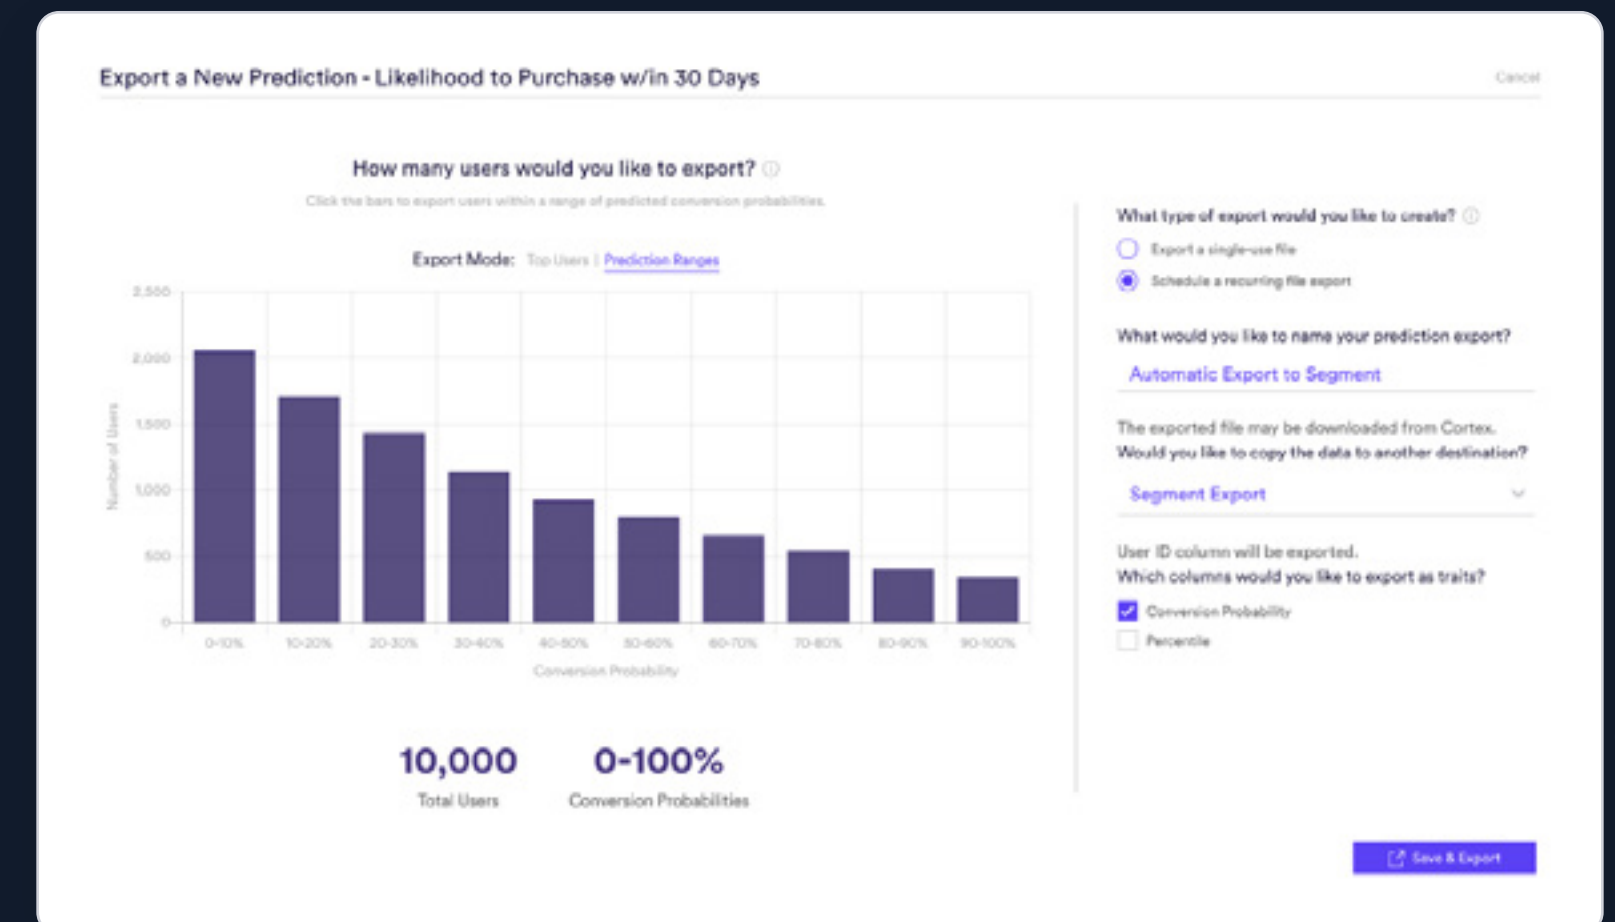 Export a New Prediction - Likelihood to Purchase w/in 30 Days
Cancel
How many users would you like to export?
Click the bars to export users within a range of predicted conversion probabilities.
Export Mode: Top Users | Prediction Ranges
2,500
2,000
1,500
1,000
500
0
Number of Users
0-10% 10-20% 20-30% 30-40% 40-50% 50-60% 60-70% 70-80% 80-90% 90-100%
Conversion Probability
10,000
Total Users
0-100%
Conversion Probabilities
What type of export would you like to create?
Export a single-use file
Schedule a recurring file export
What would you like to name your prediction export?
Automatic Export to Segment
The exported file may be downloaded from Cortex.
Would you like to copy the data to another destination?
Segment Export
User ID column will be exported.
Which columns would you like to export as traits?
Conversion Probability
Percentile
Save & Export